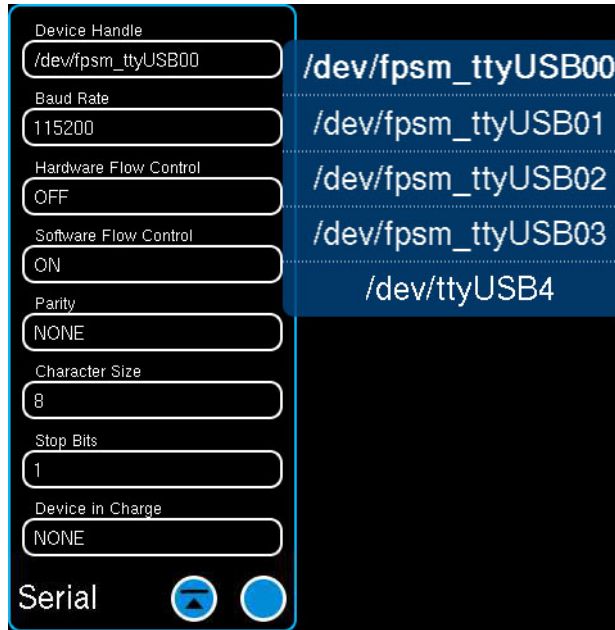 Device Handle
/dev/fpsm_ttyUSB00
Baud Rate
115200
Hardware Flow Control
OFF
Software Flow Control
ON
Parity
NONE
Character Size
8
Stop Bits
1
Device in Charge
NONE
Serial
/dev/fpsm_ttyUSB00
/dev/fpsm_ttyUSB01
/dev/fpsm_ttyUSB02
/dev/fpsm_ttyUSB03
/dev/ttyUSB4